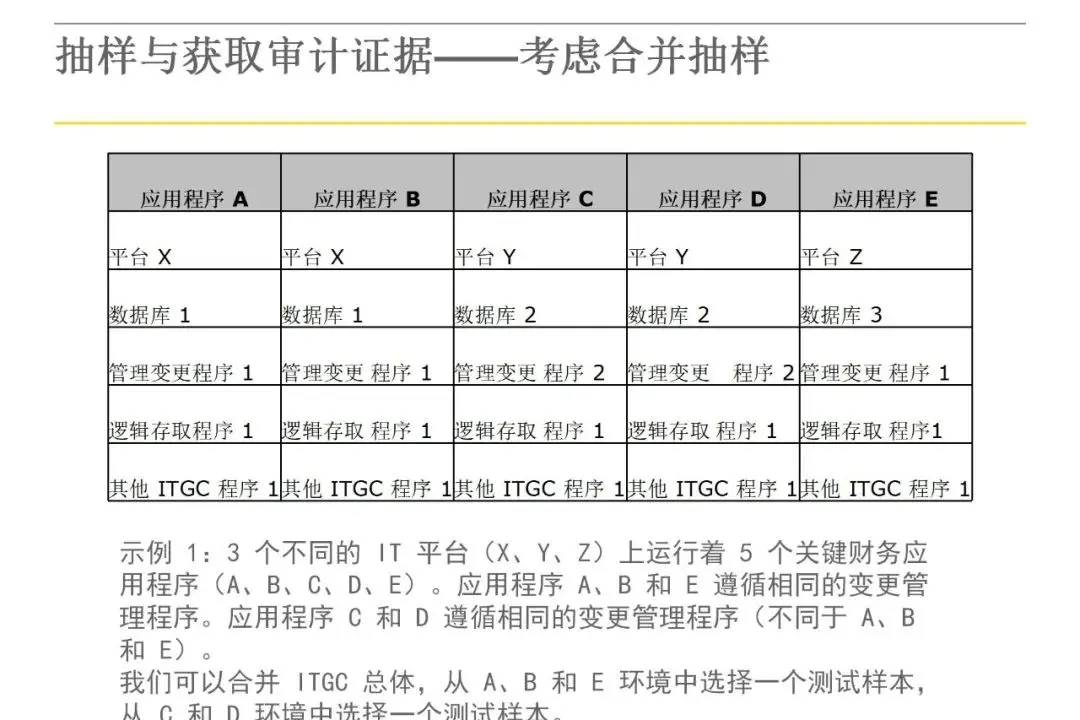 抽样与获取审计证据——考虑合并抽样
应用程序 A 应用程序 B 应用程序 C 应用程序 D 应用程序 E
平台 X 平台 X 平台 Y 平台 Y 平台 Z
数据库 1 数据库 1 数据库 2 数据库 2 数据库 3
管理变更程序 1 管理变更 程序 1 管理变更 程序 2 管理变更 程序 2 管理变更 程序 1
逻辑存取程序 1 逻辑存取 程序 1 逻辑存取 程序 1 逻辑存取 程序 1 逻辑存取 程序1
其他 ITGC 程序 1 其他 ITGC 程序 1 其他 ITGC 程序 1 其他 ITGC 程序 1 其他 ITGC 程序 1
示例 1：3 个不同的 IT 平台（X、Y、Z）上运行着 5 个关键财务应
用程序（A、B、C、D、E）。应用程序 A、B 和 E 遵循相同的变更管
理程序。应用程序 C 和 D 遵循相同的变更管理程序（不同于 A、B
和 E）。
我们可以合并 ITGC 总体，从 A、B 和 E 环境中选择一个测试样本，
从 C 和 D 环境中选择一个测试样本。